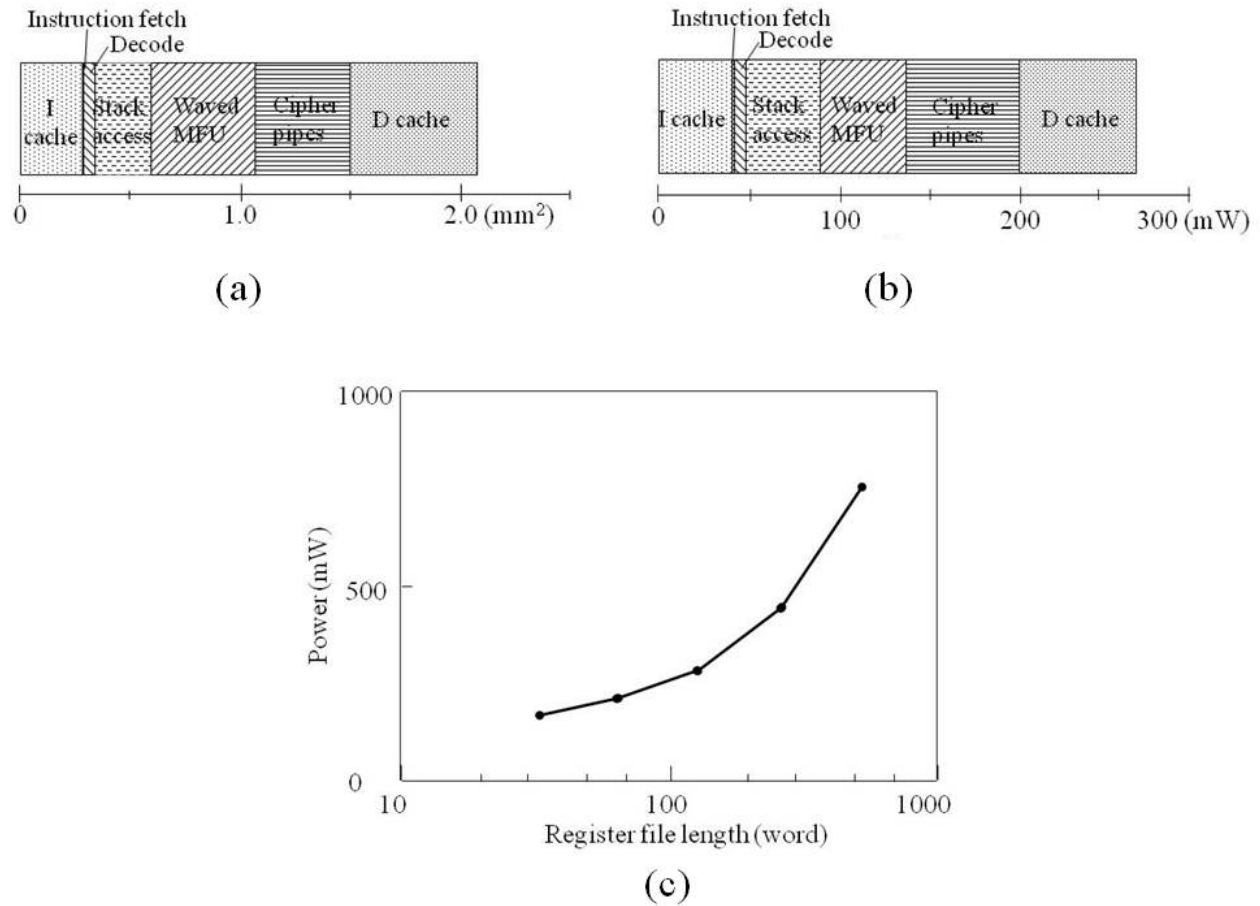 Instruction fetch
Decode
I
cache
Stack
access
Waved
MFU
Cipher
pipes
D cache
0
1.0
2.0 (mm²)
(a)
Instruction fetch
Decode
I cache
Stack
access
Waved
MFU
Cipher
pipes
D cache
0
100
200
300 (mW)
(b)
1000
500
0
Power (mW)
10
100
1000
Register file length (word)
(c)